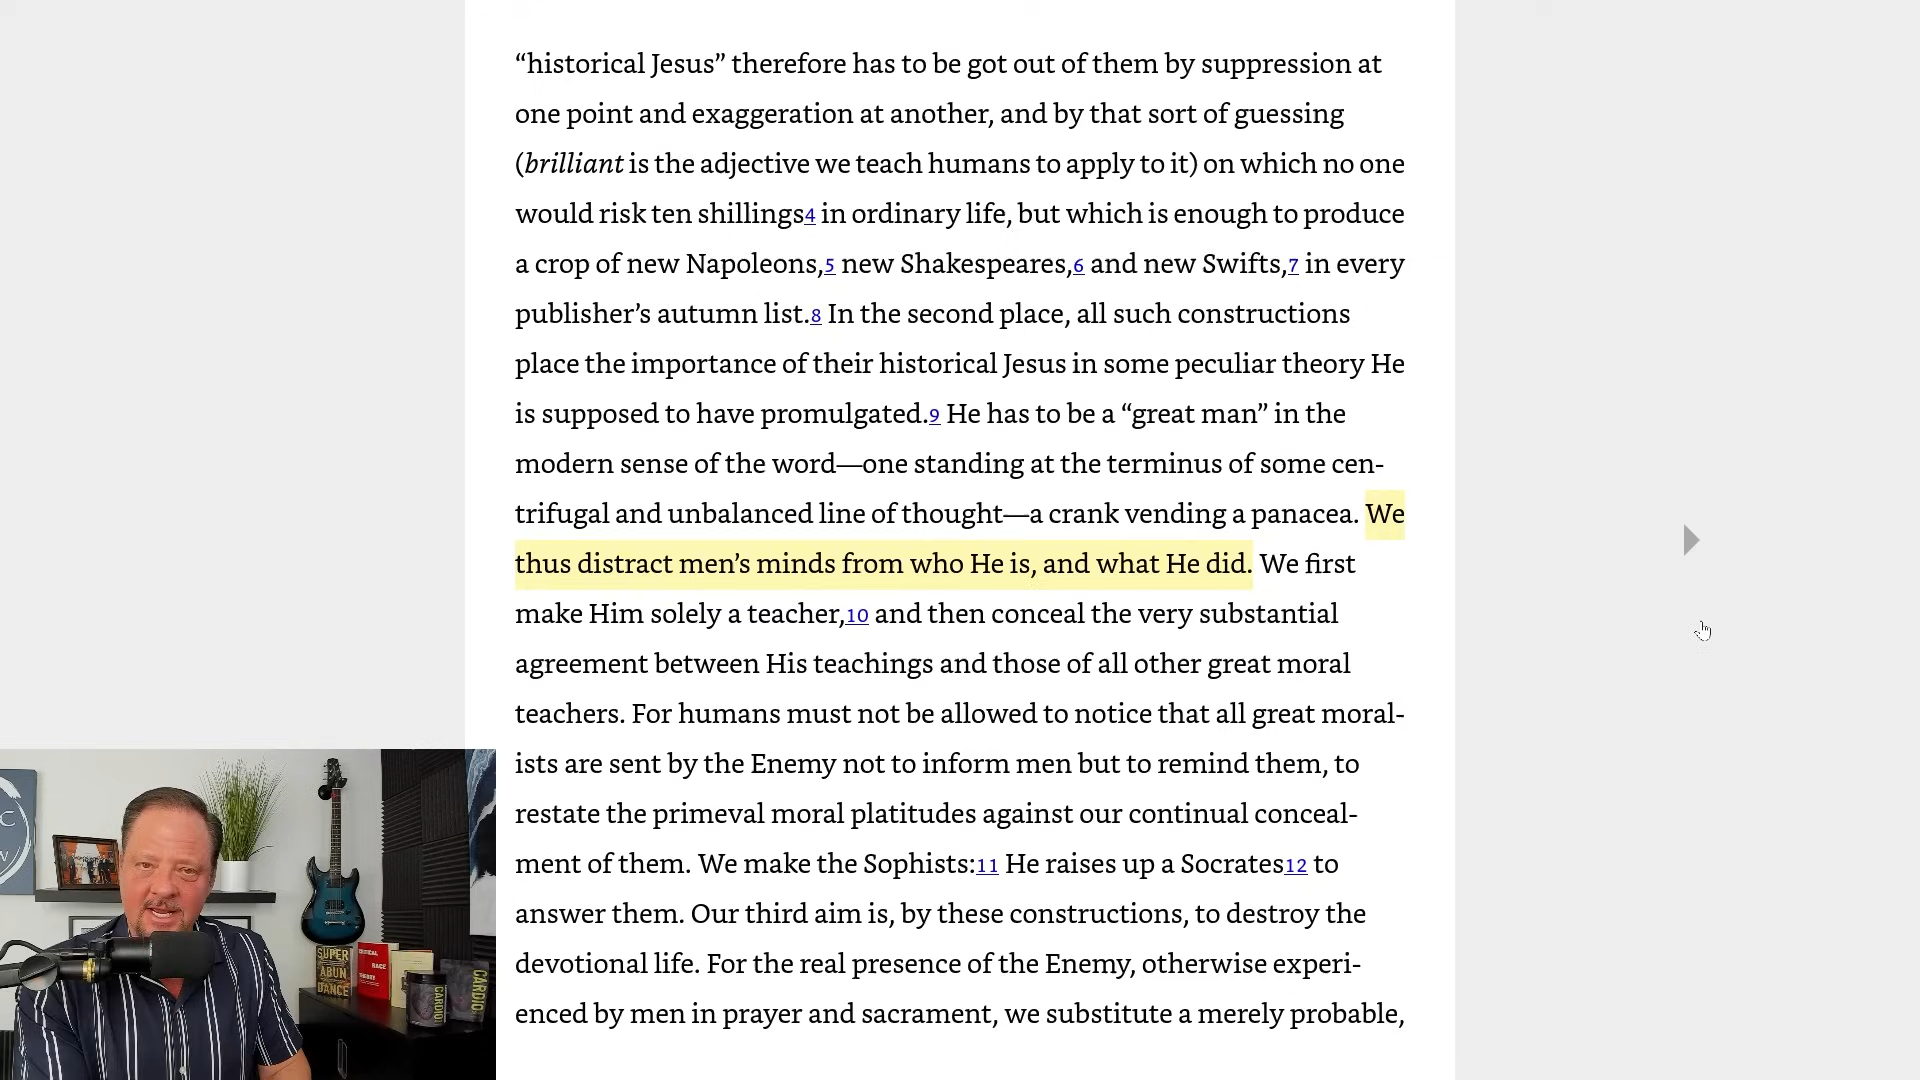 “historical Jesus” therefore has to be got out of them by suppression at
one point and exaggeration at another, and by that sort of guessing
(brilliant is the adjective we teach humans to apply to it) on which no one
would risk ten shillings4 in ordinary life, but which is enough to produce
a crop of new Napoleons,5 new Shakespeares,6 and new Swifts,7 in every
publisher’s autumn list.8 In the second place, all such constructions
place the importance of their historical Jesus in some peculiar theory He
is supposed to have promulgated.9 He has to be a “great man” in the
modern sense of the word—one standing at the terminus of some cen-
trifugal and unbalanced line of thought—a crank vending a panacea. We
thus distract men’s minds from who He is, and what He did. We first
make Him solely a teacher,10 and then conceal the very substantial
agreement between His teachings and those of all other great moral
teachers. For humans must not be allowed to notice that all great moral-
ists are sent by the Enemy not to inform men but to remind them, to
restate the primeval moral platitudes against our continual conceal-
ment of them. We make the Sophists:11 He raises up a Socrates12 to
answer them. Our third aim is, by these constructions, to destroy the
devotional life. For the real presence of the Enemy, otherwise experi-
enced by men in prayer and sacrament, we substitute a merely probable,
C
W
SUPER
ABUN
DANCE
CRITICAL
RACE
THEORY
CARDIO
CARDIO